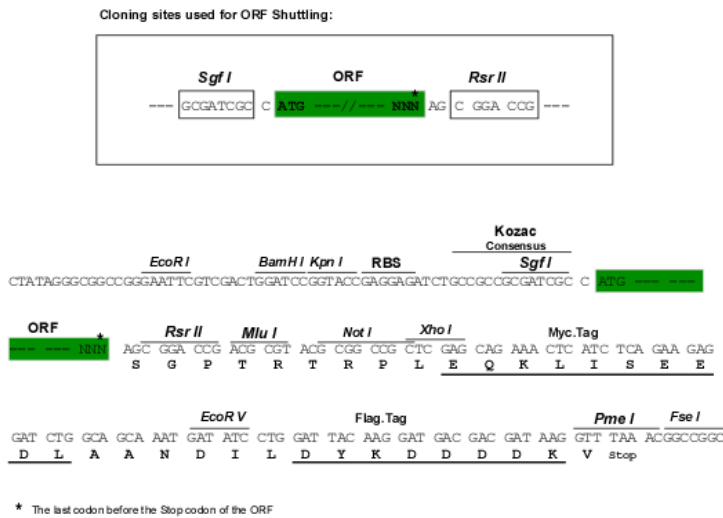 Cloning sites used for ORF Shuttling:
Sgf I ORF Rsr II
*
--- GCGATCGC C ATG ---//--- NNN AG C GGA CCG ---
Kozac
Consensus
EcoR I BamH I Kpn I RBS Sgf I
CTATAGGGCGGCCGGGAATTCGTCGACTGGATCCGGTACCGAGGAGATCTGCCGCCGCGATCGC C ATG --- ---
ORF * Rsr II Mlu I Not I Xho I Myc.Tag
--- --- NNN AGC GGA CCG ACG CGT ACG CGG CCG CTC GAG CAG AAA CTC ATC TCA GAA GAG
S G P T R T R P L E Q K L I S E E
EcoR V Flag.Tag Pme I Fse I
GAT CTG GCA GCA AAT GAT ATC CTG GAT TAC AAG GAT GAC GAC GAT AAG GTT TAA ACGGCCGGC
D L A A N D I L D Y K D D D D K V Stop
* The last codon before the Stop codon of the ORF